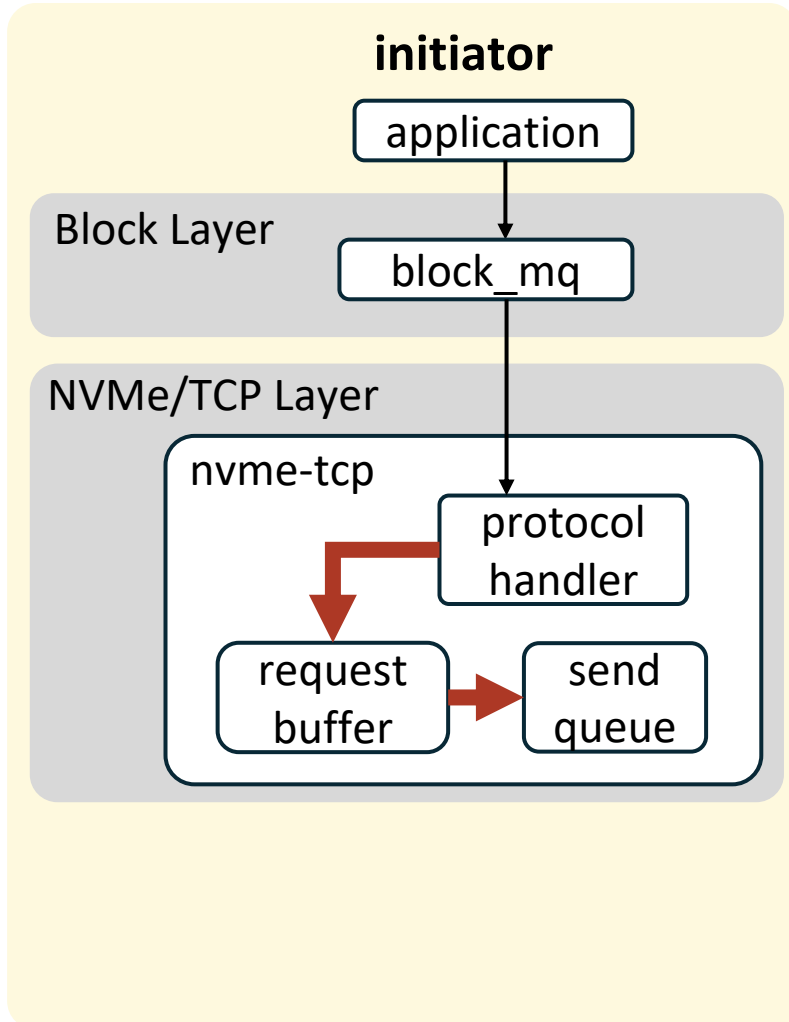 initiator
application
Block Layer
block_mq
NVMe/TCP Layer
nvme-tcp
protocol
handler
request
buffer
send
queue